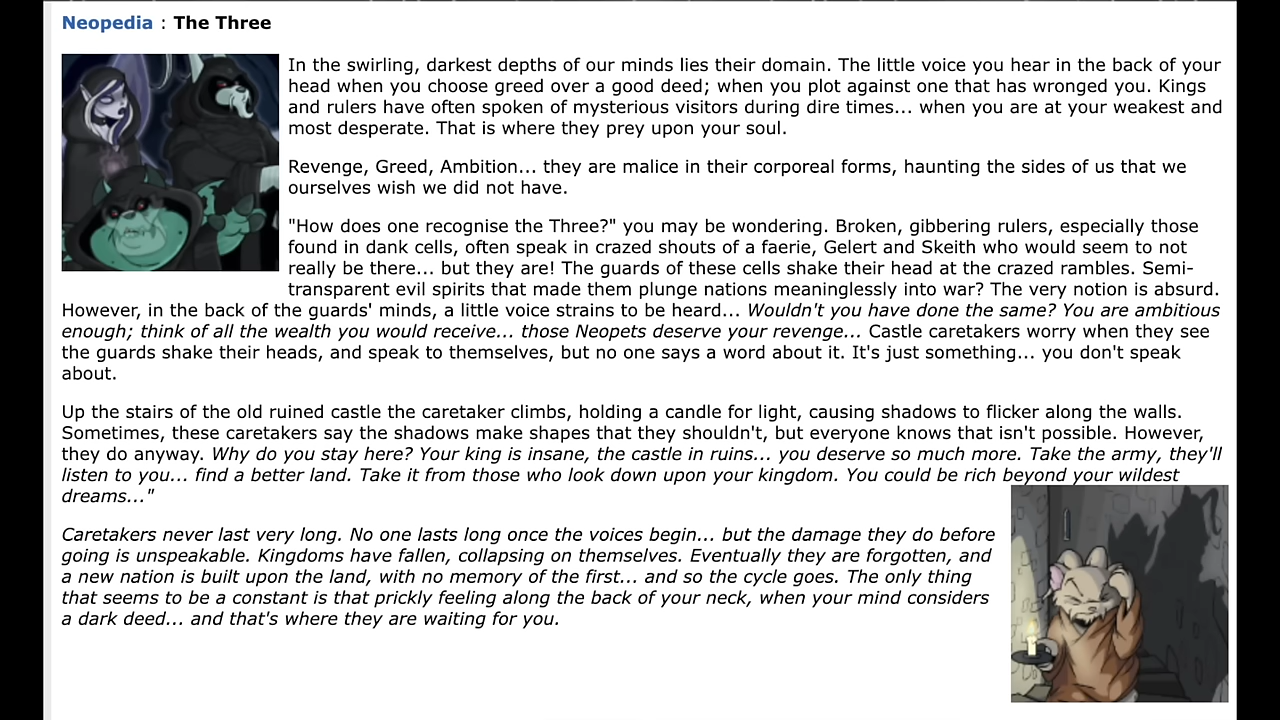 Neopedia : The Three
In the swirling, darkest depths of our minds lies their domain. The little voice you hear in the back of your
head when you choose greed over a good deed; when you plot against one that has wronged you. Kings
and rulers have often spoken of mysterious visitors during dire times... when you are at your weakest and
most desperate. That is where they prey upon your soul.
Revenge, Greed, Ambition... they are malice in their corporeal forms, haunting the sides of us that we
ourselves wish we did not have.
"How does one recognise the Three?" you may be wondering. Broken, gibbering rulers, especially those
found in dank cells, often speak in crazed shouts of a faerie, Gelert and Skeith who would seem to not
really be there... but they are! The guards of these cells shake their head at the crazed rambles. Semi-
transparent evil spirits that made them plunge nations meaninglessly into war? The very notion is absurd.
However, in the back of the guards' minds, a little voice strains to be heard... Wouldn't you have done the same? You are ambitious
enough; think of all the wealth you would receive... those Neopets deserve your revenge... Castle caretakers worry when they see
the guards shake their heads, and speak to themselves, but no one says a word about it. It's just something... you don't speak
about.
Up the stairs of the old ruined castle the caretaker climbs, holding a candle for light, causing shadows to flicker along the walls.
Sometimes, these caretakers say the shadows make shapes that they shouldn't, but everyone knows that isn't possible. However,
they do anyway. Why do you stay here? Your king is insane, the castle in ruins... you deserve so much more. Take the army, they'll
listen to you... find a better land. Take it from those who look down upon your kingdom. You could be rich beyond your wildest
dreams..."
Caretakers never last very long. No one lasts long once the voices begin... but the damage they do before
going is unspeakable. Kingdoms have fallen, collapsing on themselves. Eventually they are forgotten, and
a new nation is built upon the land, with no memory of the first... and so the cycle goes. The only thing
that seems to be a constant is that prickly feeling along the back of your neck, when your mind considers
a dark deed... and that's where they are waiting for you.